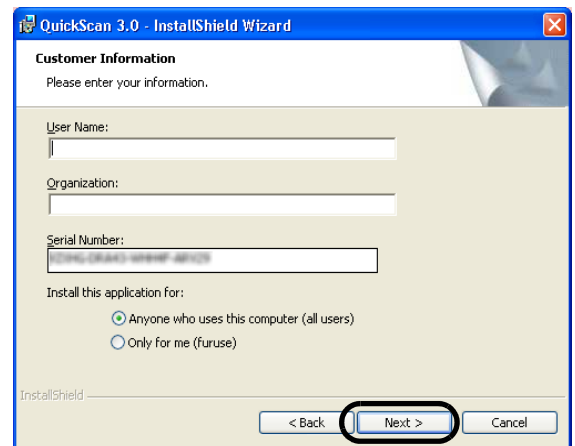 QuickScan 3.0 - InstallShield Wizard
Customer Information
Please enter your information.
User Name:
Organization:
Serial Number:
Install this application for:
Anyone who uses this computer (all users)
Only for me (furuse)
InstallShield
< Back
Next >
Cancel